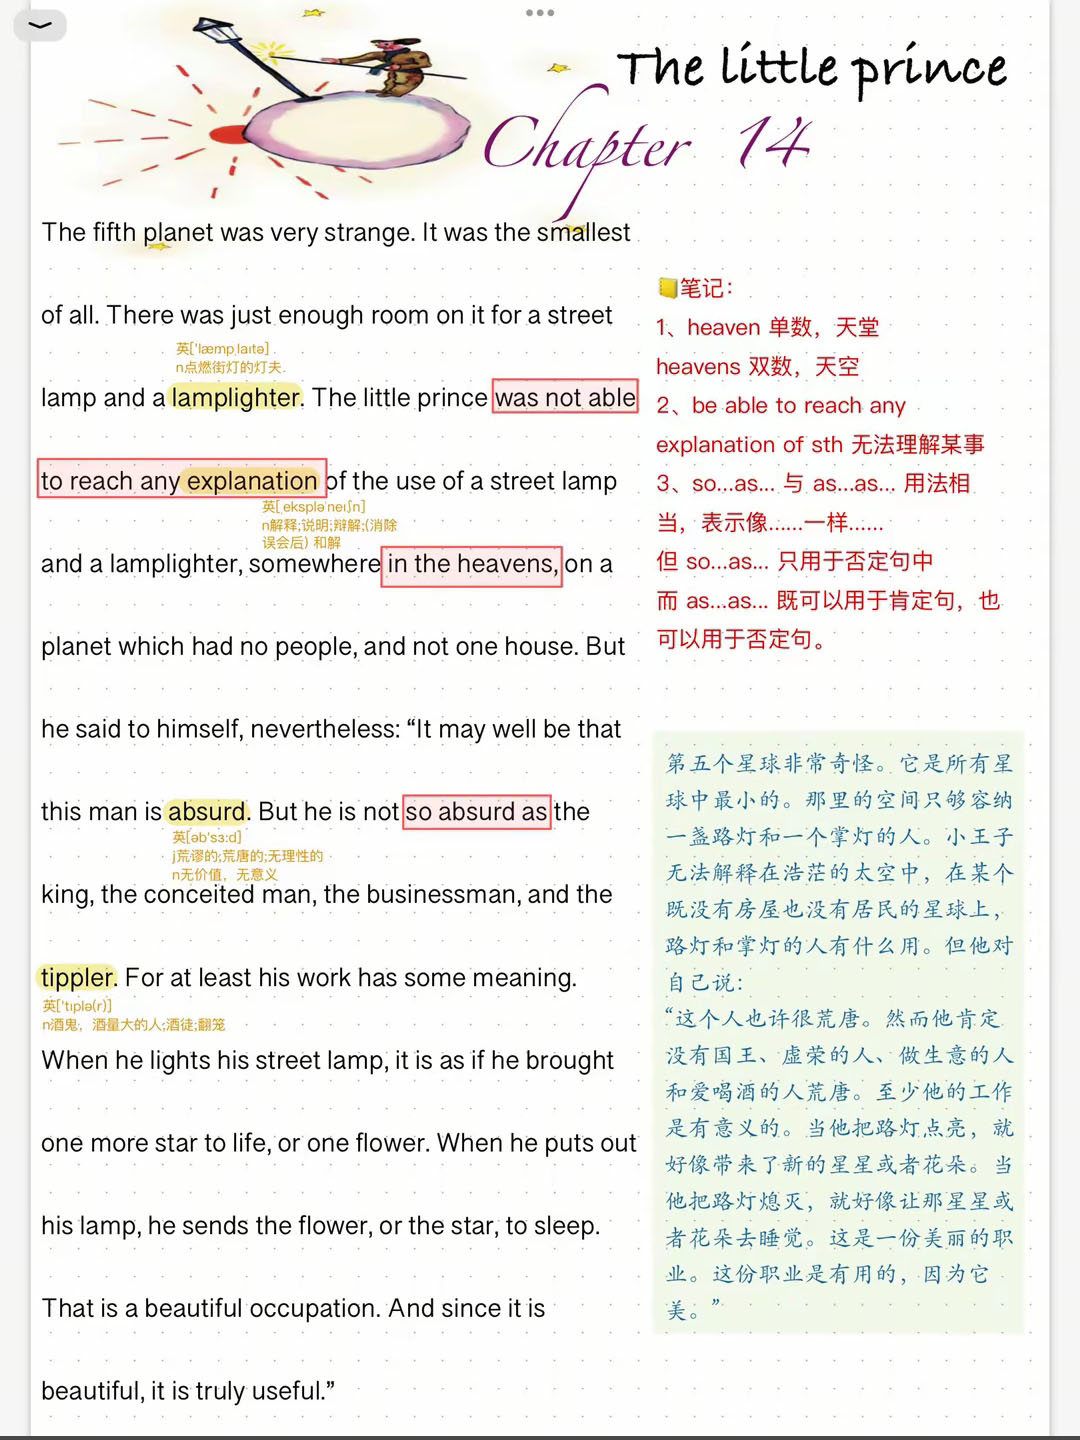 The little prince
Chapter 14
The fifth planet was very strange. It was the smallest
of all. There was just enough room on it for a street
英['læmpˌlaɪtə]
n点燃街灯的灯夫.
lamp and a lamplighter. The little prince was not able
to reach any explanation of the use of a street lamp
英[ˌekspləˈneɪʃn]
n解释;说明;辩解;(消除
误会后) 和解
and a lamplighter, somewhere in the heavens, on a
planet which had no people, and not one house. But
he said to himself, nevertheless: “It may well be that
this man is absurd. But he is not so absurd as the
英[əb'sɜːd]
j荒谬的;荒唐的;无理性的
n无价值，无意义
king, the conceited man, the businessman, and the
tippler. For at least his work has some meaning.
英['tɪplə(r)]
n酒鬼，酒量大的人;酒徒;翻笼
When he lights his street lamp, it is as if he brought
one more star to life, or one flower. When he puts out
his lamp, he sends the flower, or the star, to sleep.
That is a beautiful occupation. And since it is
beautiful, it is truly useful.”
笔记：
1、heaven 单数，天堂
heavens 双数，天空
2、be able to reach any
explanation of sth 无法理解某事
3、so...as... 与 as...as... 用法相
当，表示像......一样......
但 so...as... 只用于否定句中
而 as...as... 既可以用于肯定句，也
可以用于否定句。
第五个星球非常奇怪。它是所有星
球中最小的。那里的空间只够容纳
一盏路灯和一个掌灯的人。小王子
无法解释在浩茫的太空中，在某个
既没有房屋也没有居民的星球上，
路灯和掌灯的人有什么用。但他对
自己说：
“这个人也许很荒唐。然而他肯定
没有国王、虚荣的人、做生意的人
和爱喝酒的人荒唐。至少他的工作
是有意义的。当他把路灯点亮，就
好像带来了新的星星或者花朵。当
他把路灯熄灭，就好像让那星星或
者花朵去睡觉。这是一份美丽的职
业。这份职业是有用的，因为它
美。”